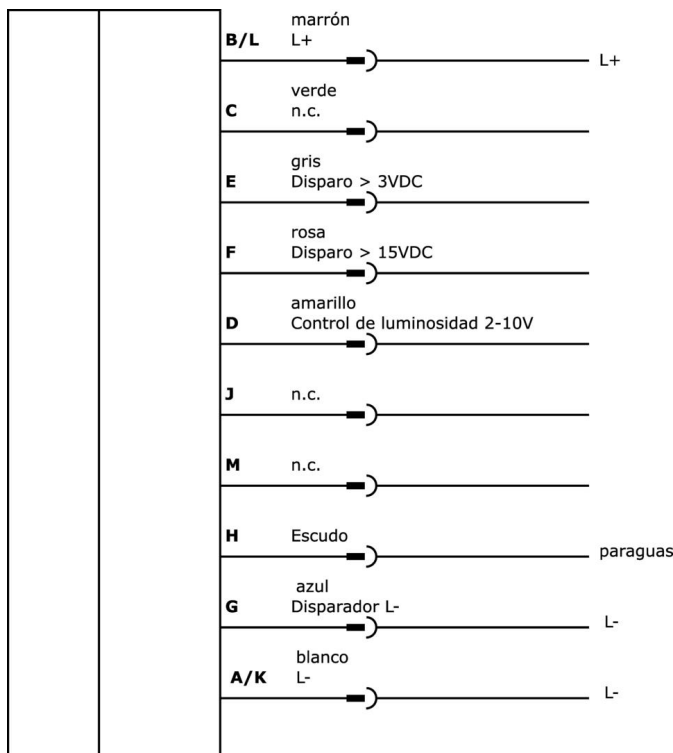 marrón
B/L L+
L+
verde
C n.c.
gris
E Disparo > 3VDC
rosa
F Disparo > 15VDC
amarillo
D Control de luminosidad 2-10V
J n.c.
M n.c.
H Escudo
paraguas
azul
G Disparador L-
L-
blanco
A/K L-
L-